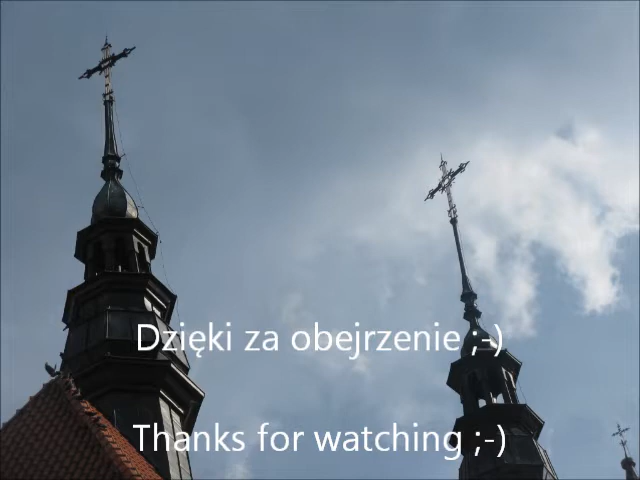 Dzięki za obejrzenie ;-)
Thanks for watching ;-)